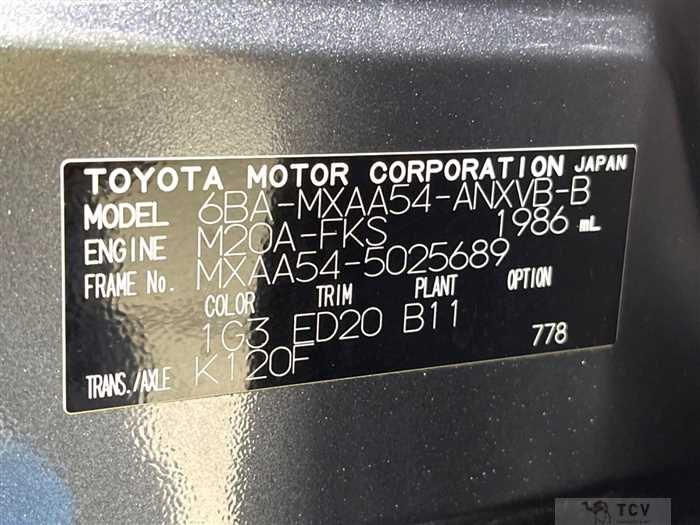 TOYOTA MOTOR CORPORATION JAPAN
MODEL 6BA-MXAA54-ANXVB-B
ENGINE M20A-FKS 1986 mL
FRAME No. MXAA54-5025689
COLOR TRIM PLANT OPTION
1G3 ED20 B11 778
TRANS./AXLE K120F
TCV